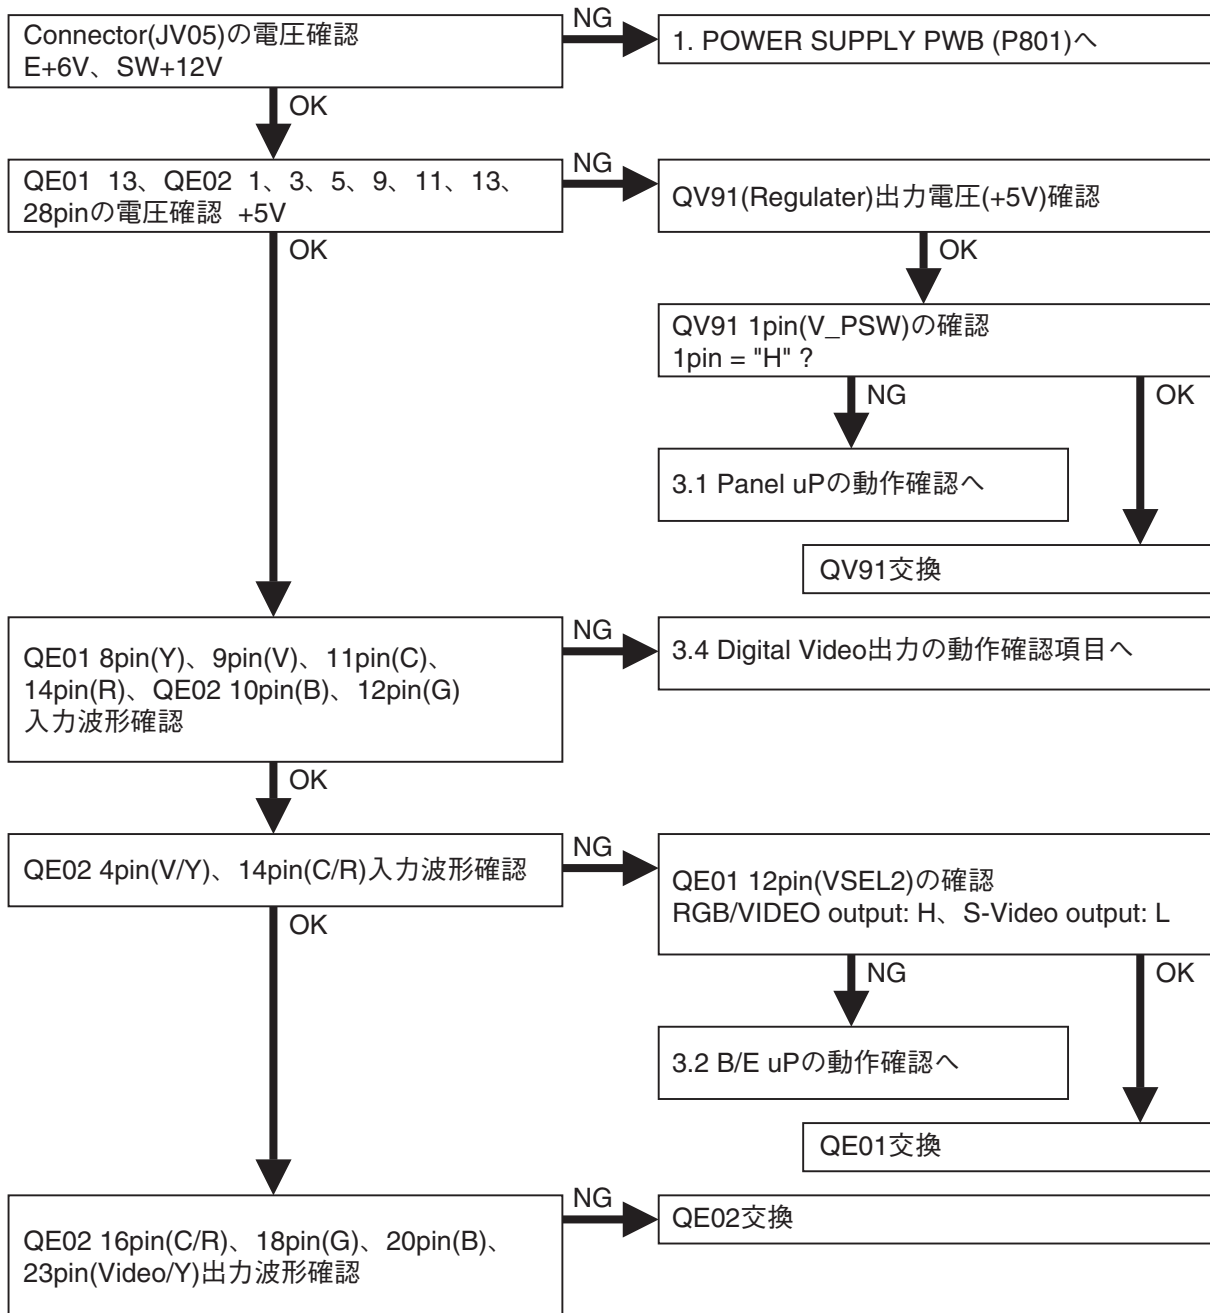 Connector(JV05)の電圧確認
E+6V、SW+12V
NG
1. POWER SUPPLY PWB (P801)へ
OK
QE01 13、QE02 1、3、5、9、11、13、
28pinの電圧確認 +5V
NG
QV91(Regulater)出力電圧(+5V)確認
OK
OK
QV91 1pin(V_PSW)の確認
1pin = "H" ?
NG
OK
3.1 Panel uPの動作確認へ
QV91交換
QE01 8pin(Y)、9pin(V)、11pin(C)、
14pin(R)、QE02 10pin(B)、12pin(G)
入力波形確認
NG
3.4 Digital Video出力の動作確認項目へ
OK
QE02 4pin(V/Y)、14pin(C/R)入力波形確認
NG
QE01 12pin(VSEL2)の確認
RGB/VIDEO output: H、S-Video output: L
OK
NG
OK
3.2 B/E uPの動作確認へ
QE01交換
QE02 16pin(C/R)、18pin(G)、20pin(B)、
23pin(Video/Y)出力波形確認
NG
QE02交換